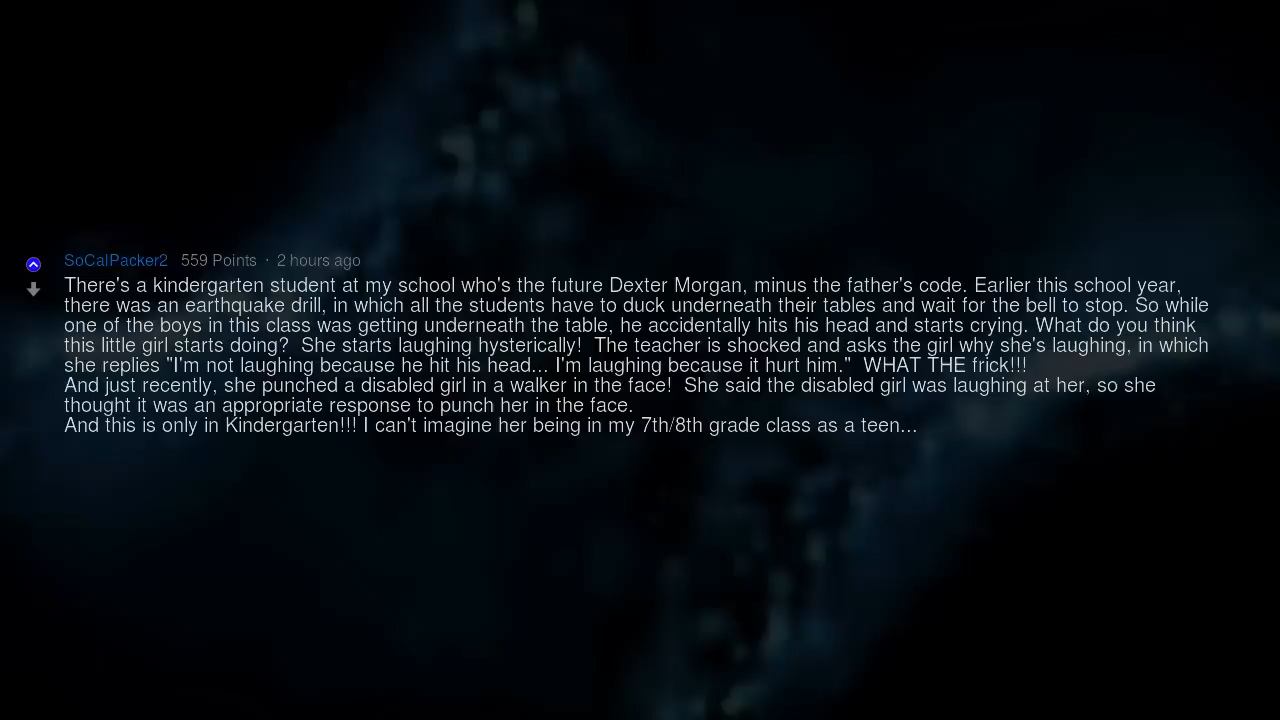 SoCalPacker2 559 Points · 2 hours ago
There's a kindergarten student at my school who's the future Dexter Morgan, minus the father's code. Earlier this school year,
there was an earthquake drill, in which all the students have to duck underneath their tables and wait for the bell to stop. So while
one of the boys in this class was getting underneath the table, he accidentally hits his head and starts crying. What do you think
this little girl starts doing?  She starts laughing hysterically!  The teacher is shocked and asks the girl why she's laughing, in which
she replies "I'm not laughing because he hit his head... I'm laughing because it hurt him."  WHAT THE frick!!!
And just recently, she punched a disabled girl in a walker in the face!  She said the disabled girl was laughing at her, so she
thought it was an appropriate response to punch her in the face.
And this is only in Kindergarten!!! I can't imagine her being in my 7th/8th grade class as a teen...